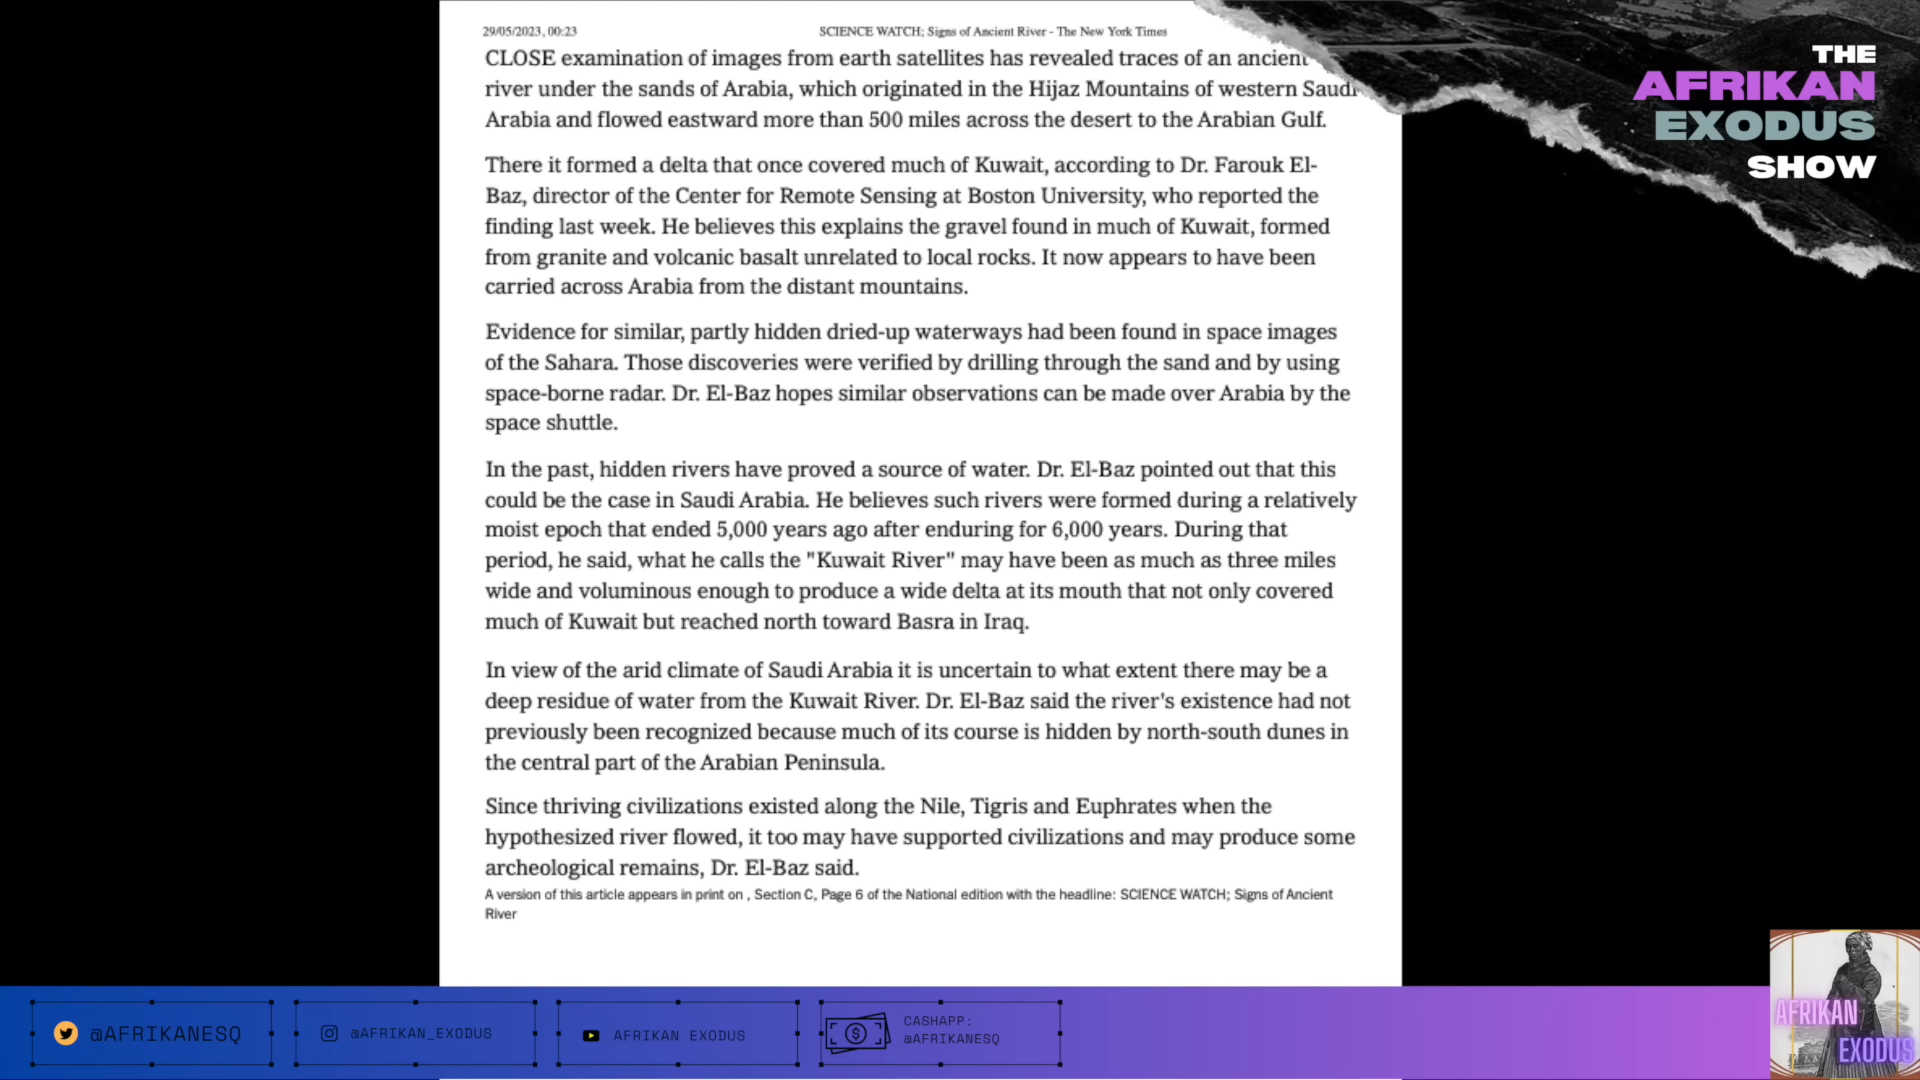 29/05/2023, 00:23
SCIENCE WATCH; Signs of Ancient River - The New York Times
CLOSE examination of images from earth satellites has revealed traces of an ancient
river under the sands of Arabia, which originated in the Hijaz Mountains of western Saudi
Arabia and flowed eastward more than 500 miles across the desert to the Arabian Gulf.
There it formed a delta that once covered much of Kuwait, according to Dr. Farouk El-
Baz, director of the Center for Remote Sensing at Boston University, who reported the
finding last week. He believes this explains the gravel found in much of Kuwait, formed
from granite and volcanic basalt unrelated to local rocks. It now appears to have been
carried across Arabia from the distant mountains.
Evidence for similar, partly hidden dried-up waterways had been found in space images
of the Sahara. Those discoveries were verified by drilling through the sand and by using
space-borne radar. Dr. El-Baz hopes similar observations can be made over Arabia by the
space shuttle.
In the past, hidden rivers have proved a source of water. Dr. El-Baz pointed out that this
could be the case in Saudi Arabia. He believes such rivers were formed during a relatively
moist epoch that ended 5,000 years ago after enduring for 6,000 years. During that
period, he said, what he calls the "Kuwait River" may have been as much as three miles
wide and voluminous enough to produce a wide delta at its mouth that not only covered
much of Kuwait but reached north toward Basra in Iraq.
In view of the arid climate of Saudi Arabia it is uncertain to what extent there may be a
deep residue of water from the Kuwait River. Dr. El-Baz said the river's existence had not
previously been recognized because much of its course is hidden by north-south dunes in
the central part of the Arabian Peninsula.
Since thriving civilizations existed along the Nile, Tigris and Euphrates when the
hypothesized river flowed, it too may have supported civilizations and may produce some
archeological remains, Dr. El-Baz said.
A version of this article appears in print on , Section C, Page 6 of the National edition with the headline: SCIENCE WATCH; Signs of Ancient
River
THE
AFRIKAN
EXODUS
SHOW
@AFRIKANESQ
@AFRIKAN_EXODUS
AFRIKAN EXODUS
CASHAPP:
@AFRIKANESQ
AFRIKAN
EXODUS